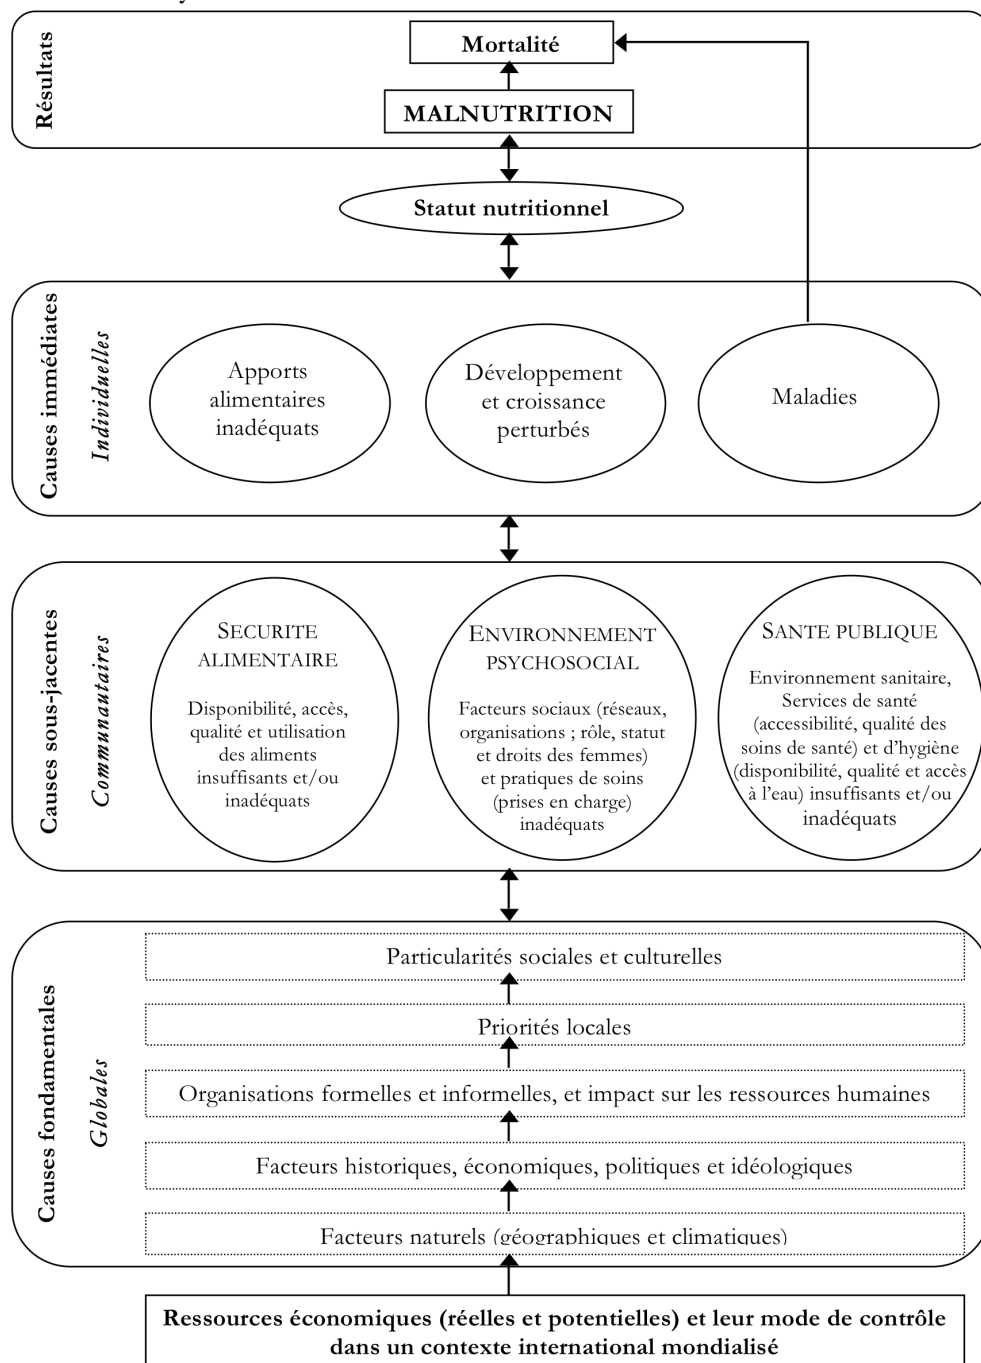 Résultats
Mortalité
MALNUTRITION
Statut nutritionnel
Causes immédiates
Individuelles
Apports
alimentaires
inadéquats
Développement
et croissance
perturbés
Maladies
Causes sous-jacentes
Communautaires
SECURITE
ALIMENTAIRE
Disponibilité, accès,
qualité et utilisation
des aliments
insuffisants et/ou
inadéquats
ENVIRONNEMENT
PSYCHOSOCIAL
Facteurs sociaux (réseaux,
organisations ; rôle, statut
et droits des femmes)
et pratiques de soins
(prises en charge)
inadéquats
SANTE PUBLIQUE
Environnement sanitaire,
Services de santé
(accessibilité, qualité des
soins de santé) et d’hygiène
(disponibilité, qualité et accès
à l’eau) insuffisants et/ou
inadéquats
Causes fondamentales
Globales
Particularités sociales et culturelles
Priorités locales
Organisations formelles et informelles, et impact sur les ressources humaines
Facteurs historiques, économiques, politiques et idéologiques
Facteurs naturels (géographiques et climatiques)
Ressources économiques (réelles et potentielles) et leur mode de contrôle
dans un contexte international mondialisé